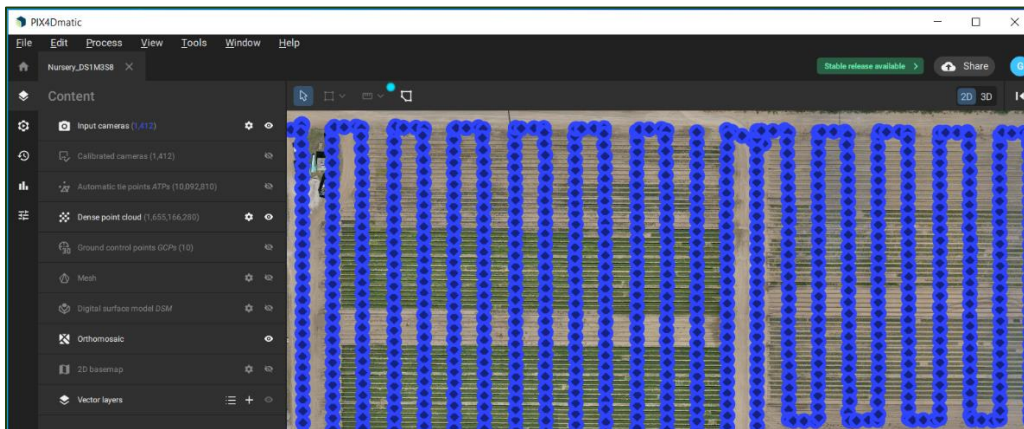 PIX4Dmatic
File Edit Process View Tools Window Help
Nursery_DS1M3S8
Stable release available >
Share
G
Content
2D 3D
Input cameras (1,412)
Calibrated cameras (1,412)
Automatic tie points ATPs (10,092,810)
Dense point cloud (1,655,166,280)
Ground control points GCPs (10)
Mesh
Digital surface model DSM
Orthomosaic
2D basemap
Vector layers